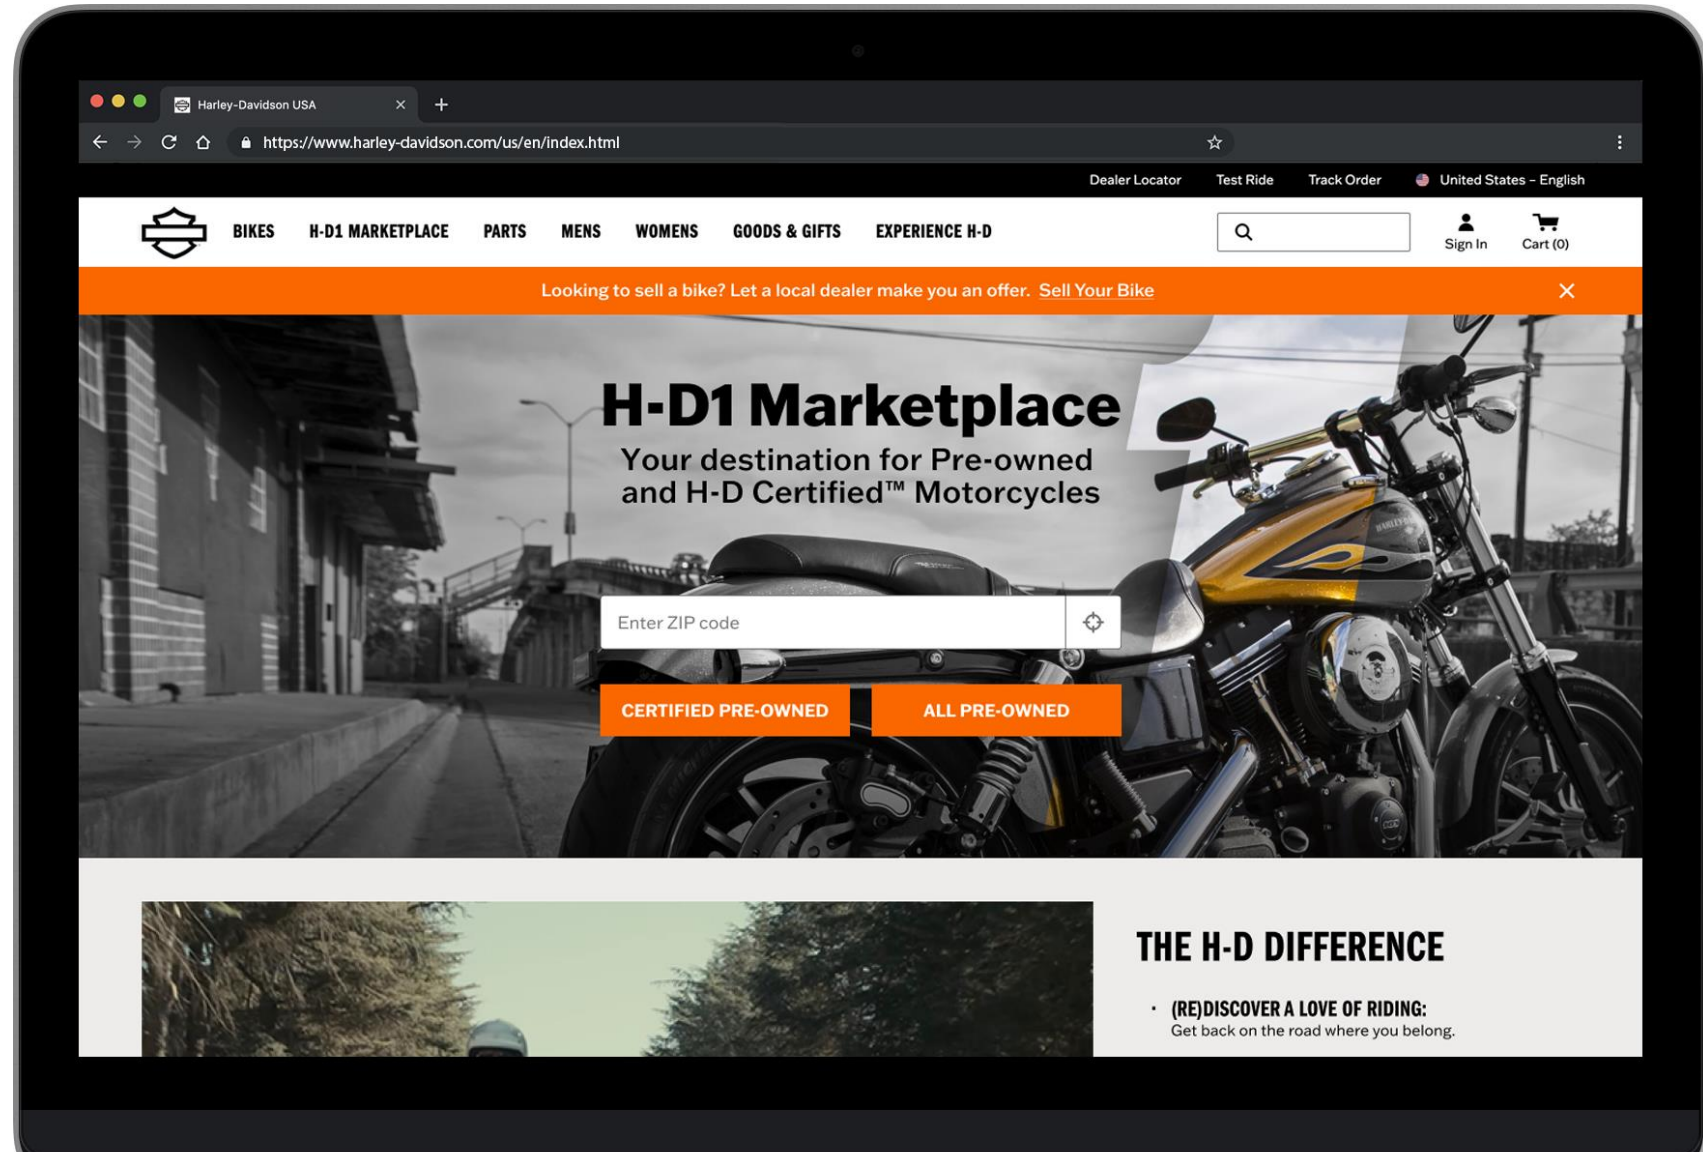 Harley-Davidson USA
https://www.harley-davidson.com/us/en/index.html
Dealer Locator Test Ride Track Order United States – English
BIKES H-D1 MARKETPLACE PARTS MENS WOMENS GOODS & GIFTS EXPERIENCE H-D
Sign In Cart (0)
Looking to sell a bike? Let a local dealer make you an offer. Sell Your Bike
H-D1 Marketplace
Your destination for Pre-owned
and H-D Certified™ Motorcycles
Enter ZIP code
CERTIFIED PRE-OWNED ALL PRE-OWNED
THE H-D DIFFERENCE
· (RE)DISCOVER A LOVE OF RIDING:
Get back on the road where you belong.